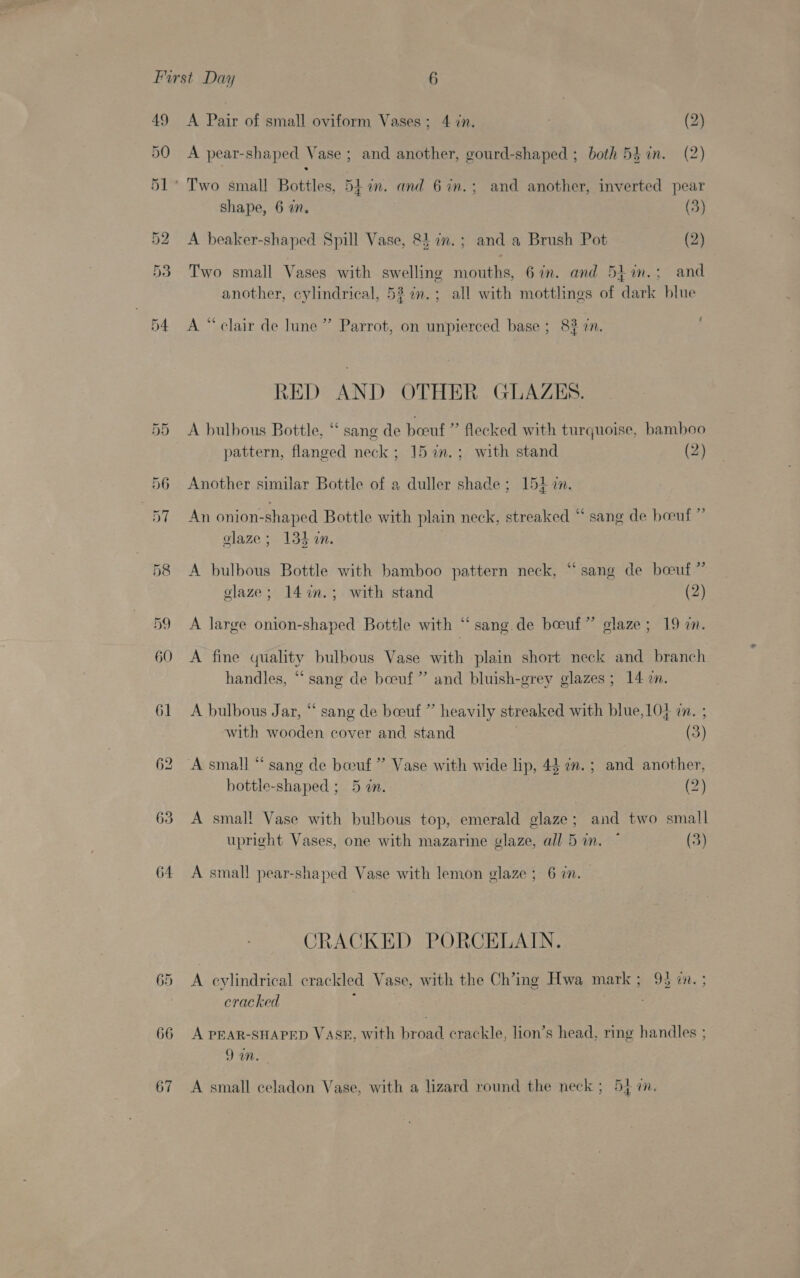 First Day 6
49 A Pair of small oviform Vases; 4 in. (2)
50 A pear-shaped Vase; and another, gourd-shaped; both 5½ in. (2)
51 Two small Bottles, 5¼ in. and 6 in.; and another, inverted pear
shape, 6 in. (3)
52 A beaker-shaped Spill Vase, 8½ in.; and a Brush Pot (2)
53 Two small Vases with swelling mouths, 6 in. and 5¼ in.; and
another, cylindrical, 5¾ in.; all with mottlings of dark blue
54 A “clair de lune” Parrot, on unpierced base; 8¾ in.
RED AND OTHER GLAZES.
55 A bulbous Bottle, “sang de bœuf” flecked with turquoise, bamboo
pattern, flanged neck; 15 in.; with stand (2)
56 Another similar Bottle of a duller shade; 15¼ in.
57 An onion-shaped Bottle with plain neck, streaked “sang de bœuf”
glaze; 13½ in.
58 A bulbous Bottle with bamboo pattern neck, “sang de bœuf”
glaze; 14 in.; with stand (2)
59 A large onion-shaped Bottle with “sang de bœuf” glaze; 19 in.
60 A fine quality bulbous Vase with plain short neck and branch
handles, “sang de bœuf” and bluish-grey glazes; 14 in.
61 A bulbous Jar, “sang de bœuf” heavily streaked with blue, 10¼ in.;
with wooden cover and stand (3)
62 A small “sang de bœuf” Vase with wide lip, 4½ in.; and another,
bottle-shaped; 5 in. (2)
63 A small Vase with bulbous top, emerald glaze; and two small
upright Vases, one with mazarine glaze, all 5 in. (3)
64 A small pear-shaped Vase with lemon glaze; 6 in.
CRACKED PORCELAIN.
65 A cylindrical crackled Vase, with the Ch’ing Hwa mark; 9½ in.;
cracked
66 A PEAR-SHAPED VASE, with broad crackle, lion’s head, ring handles;
9 in.
67 A small celadon Vase, with a lizard round the neck; 5¼ in.